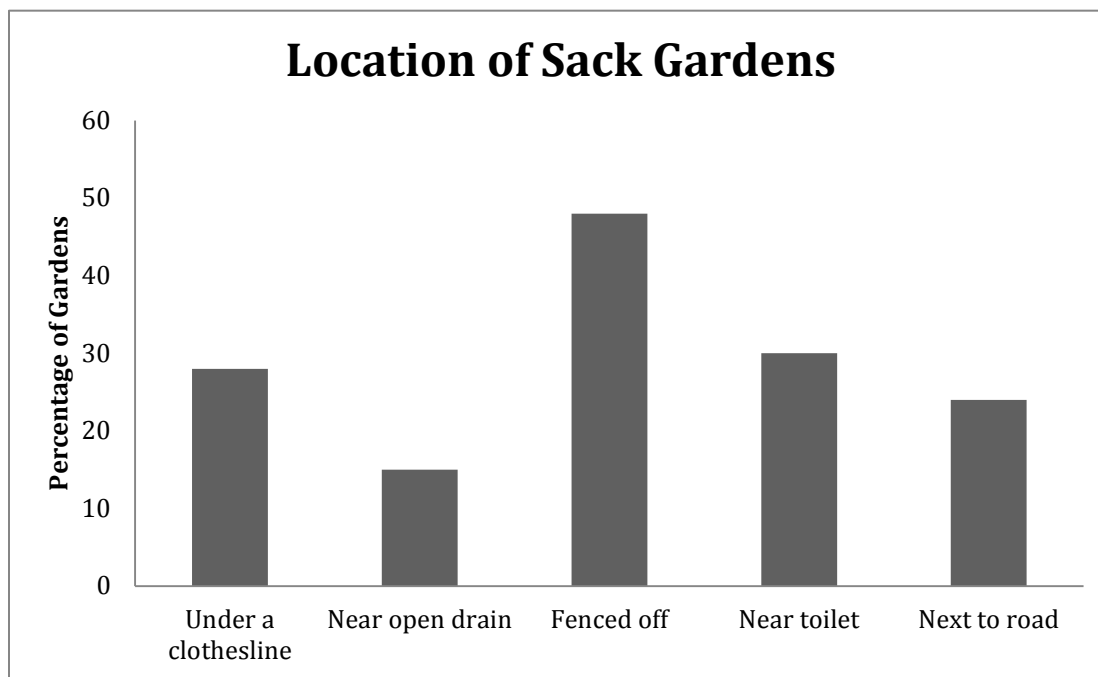 Location of Sack Gardens
Percentage of Gardens
60
50
40
30
20
10
0
Under a
clothesline
Near open drain
Fenced off
Near toilet
Next to road